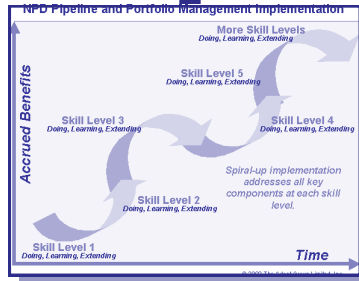 NPD Pipeline and Portfolio Management Implementation
More Skill Levels
Doing, Learning, Extending
Skill Level 5
Doing, Learning, Extending
Skill Level 3
Doing, Learning, Extending
Skill Level 4
Doing, Learning, Extending
Accrued Benefits
Spiral-up implementation
addresses all key
components at each skill
level.
Skill Level 2
Doing, Learning, Extending
Skill Level 1
Doing, Learning, Extending
Time